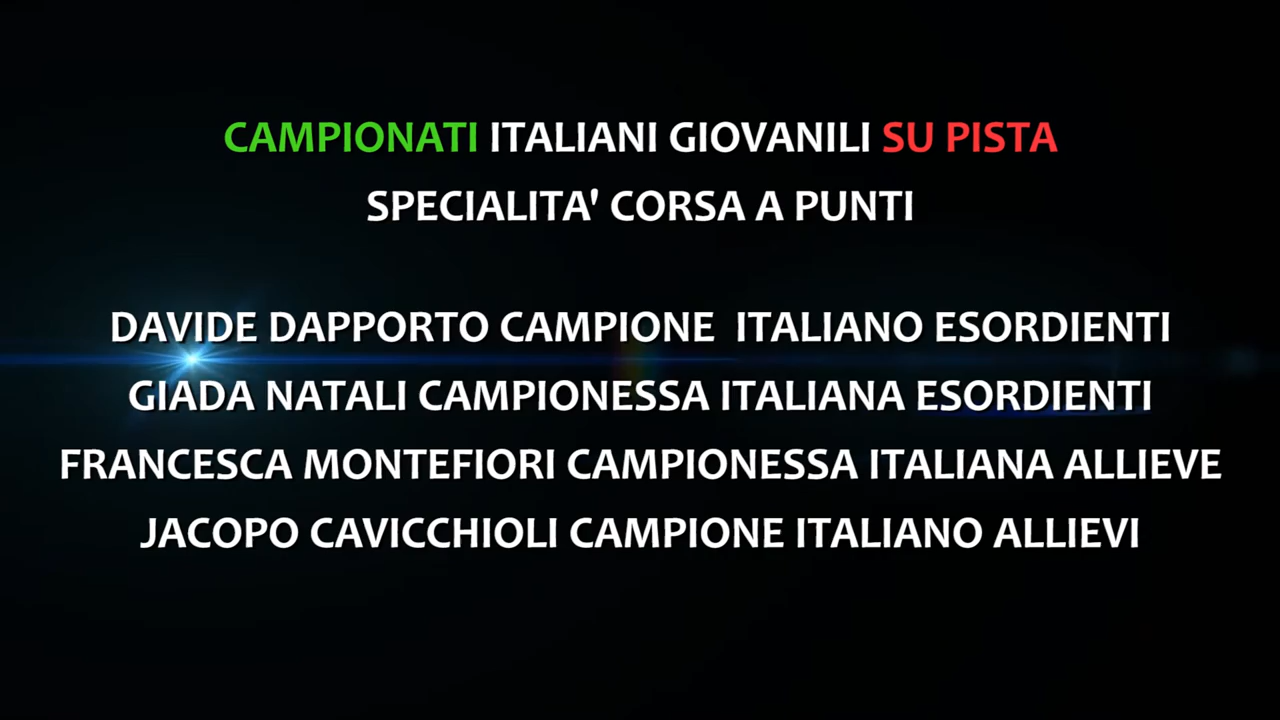 CAMPIONATI ITALIANI GIOVANILI SU PISTA
SPECIALITA' CORSA A PUNTI
DAVIDE DAPPORTO CAMPIONE  ITALIANO ESORDIENTI
GIADA NATALI CAMPIONESSA ITALIANA ESORDIENTI
FRANCESCA MONTEFIORI CAMPIONESSA ITALIANA ALLIEVE
JACOPO CAVICCHIOLI CAMPIONE ITALIANO ALLIEVI